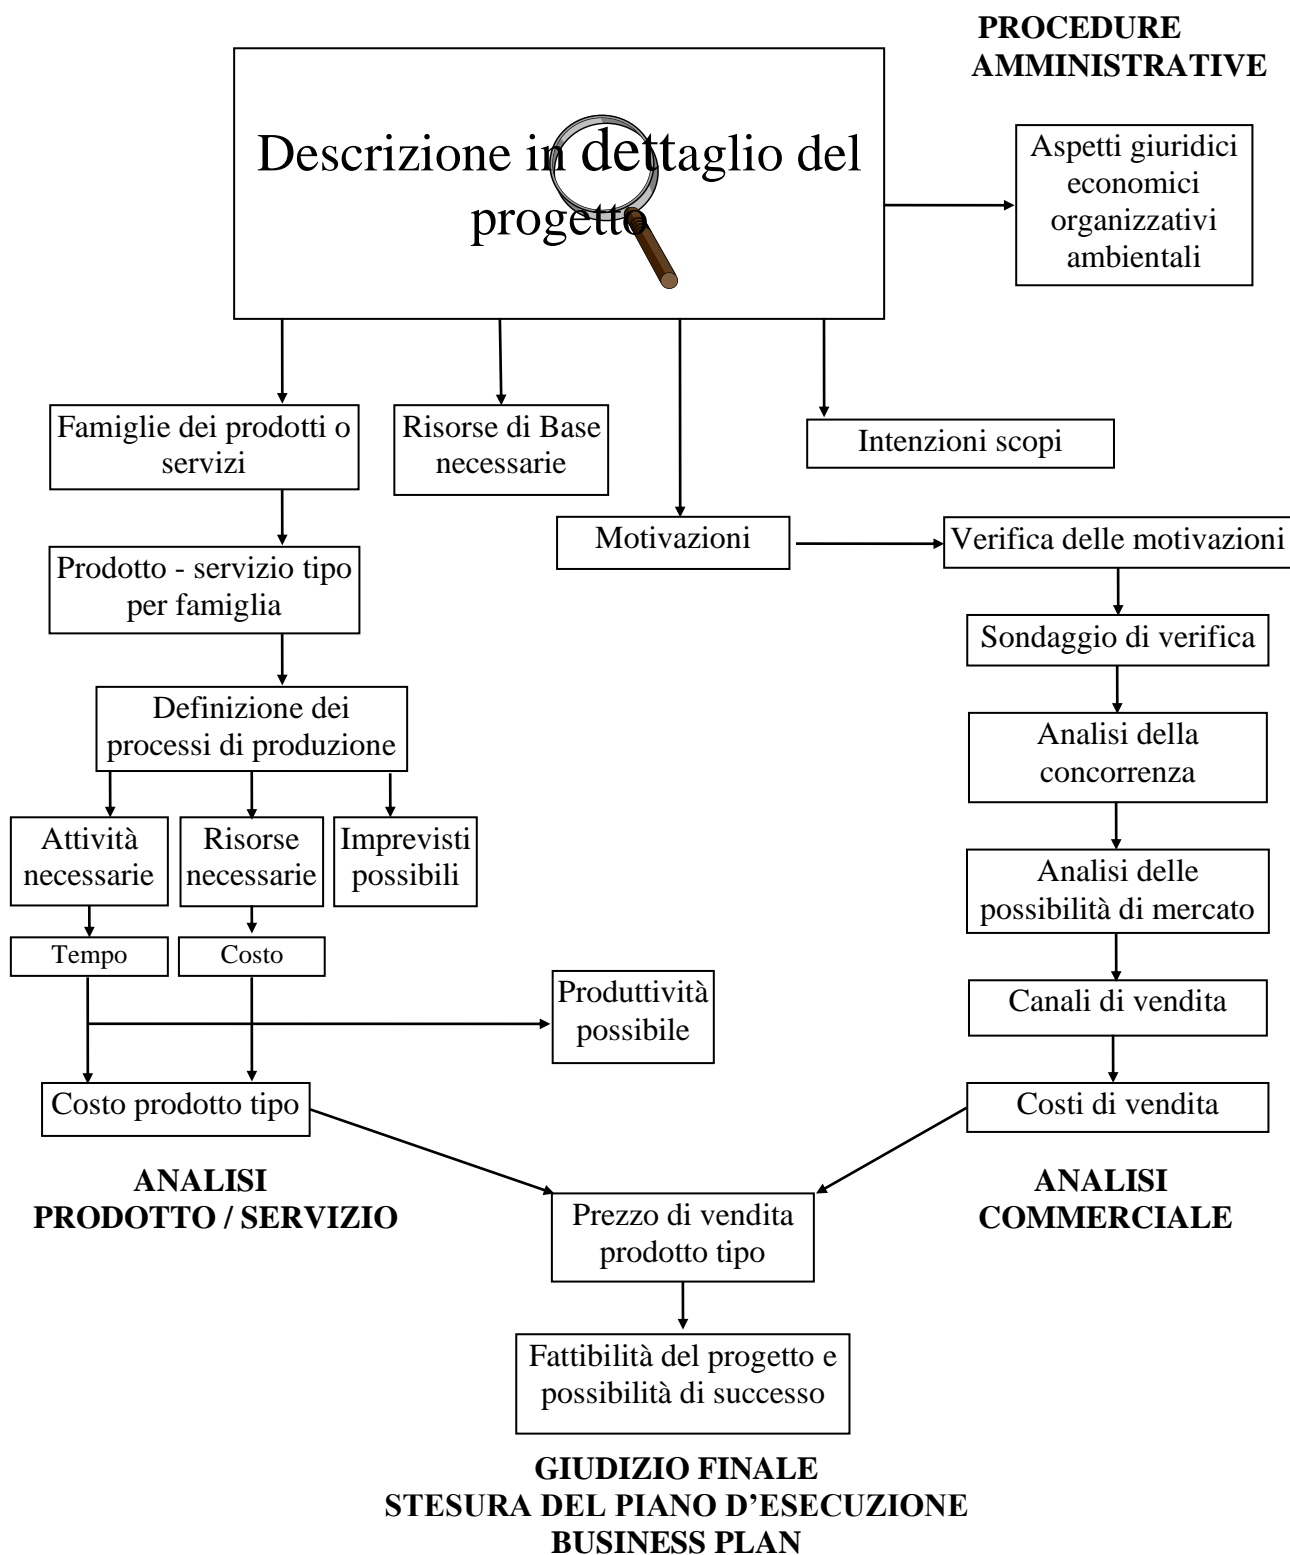 PROCEDURE
AMMINISTRATIVE
Descrizione in dettaglio del
progetto
Aspetti giuridici
economici
organizzativi
ambientali
Famiglie dei prodotti o
servizi
Risorse di Base
necessarie
Intenzioni scopi
Motivazioni
Verifica delle motivazioni
Prodotto - servizio tipo
per famiglia
Sondaggio di verifica
Definizione dei
processi di produzione
Analisi della
concorrenza
Attività
necessarie
Risorse
necessarie
Imprevisti
possibili
Analisi delle
possibilità di mercato
Tempo
Costo
Produttività
possibile
Canali di vendita
Costo prodotto tipo
Costi di vendita
ANALISI
PRODOTTO / SERVIZIO
ANALISI
COMMERCIALE
Prezzo di vendita
prodotto tipo
Fattibilità del progetto e
possibilità di successo
GIUDIZIO FINALE
STESURA DEL PIANO D'ESECUZIONE
BUSINESS PLAN